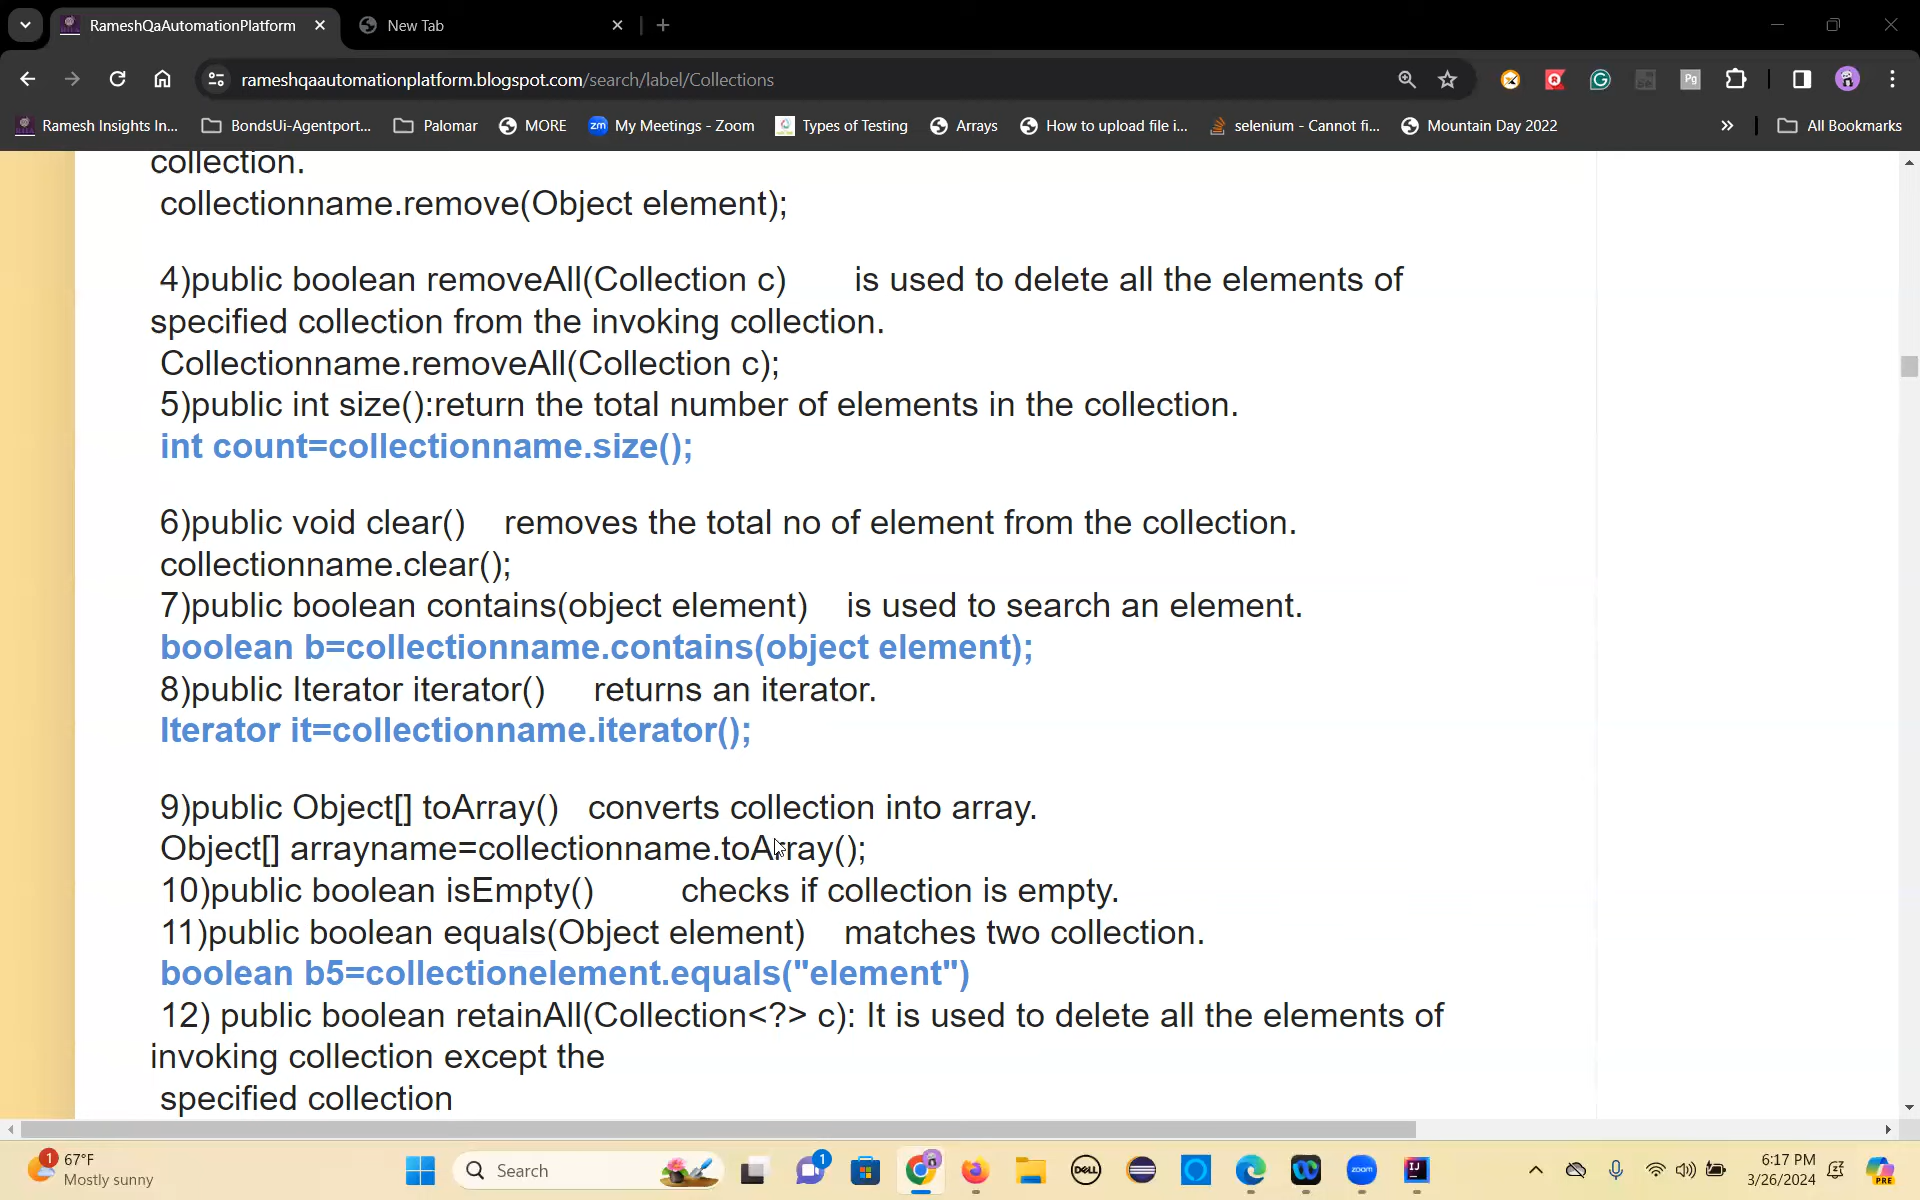 RameshQaAutomationPlatform
New Tab
rameshqaautomationplatform.blogspot.com/search/label/Collections
Ramesh Insights In...
BondsUi-Agentport...
Palomar
MORE
zm
My Meetings - Zoom
Types of Testing
Arrays
How to upload file i...
selenium - Cannot fi...
Mountain Day 2022
All Bookmarks
collection.
collectionname.remove(Object element);
4)public boolean removeAll(Collection c) is used to delete all the elements of
specified collection from the invoking collection.
Collectionname.removeAll(Collection c);
5)public int size():return the total number of elements in the collection.
int count=collectionname.size();
6)public void clear() removes the total no of element from the collection.
collectionname.clear();
7)public boolean contains(object element) is used to search an element.
boolean b=collectionname.contains(object element);
8)public Iterator iterator() returns an iterator.
Iterator it=collectionname.iterator();
9)public Object[] toArray() converts collection into array.
Object[] arrayname=collectionname.toArray();
10)public boolean isEmpty() checks if collection is empty.
11)public boolean equals(Object element) matches two collection.
boolean b5=collectionelement.equals("element")
12) public boolean retainAll(Collection<?> c): It is used to delete all the elements of
invoking collection except the
specified collection
1
67°F
Mostly sunny
Search
1
DELL
zoom
IJ
PRE
6:17 PM
3/26/2024